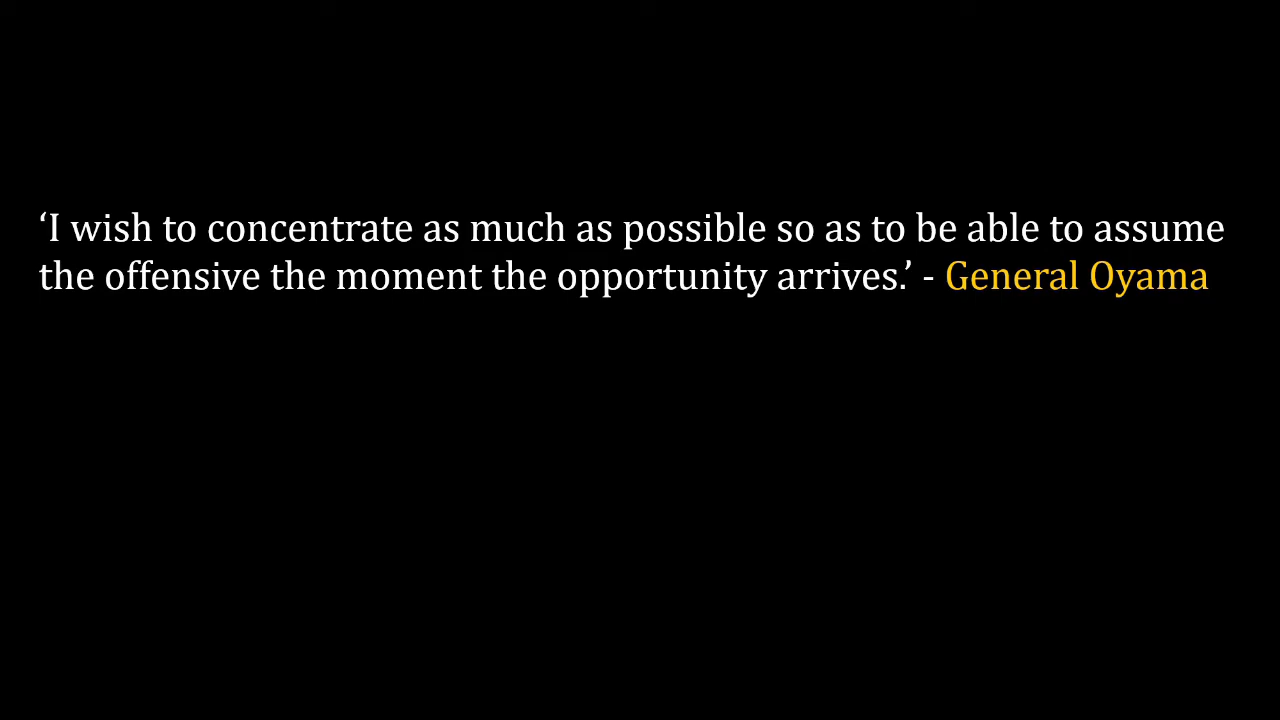 ‘I wish to concentrate as much as possible so as to be able to assume
the offensive the moment the opportunity arrives.’ - General Oyama